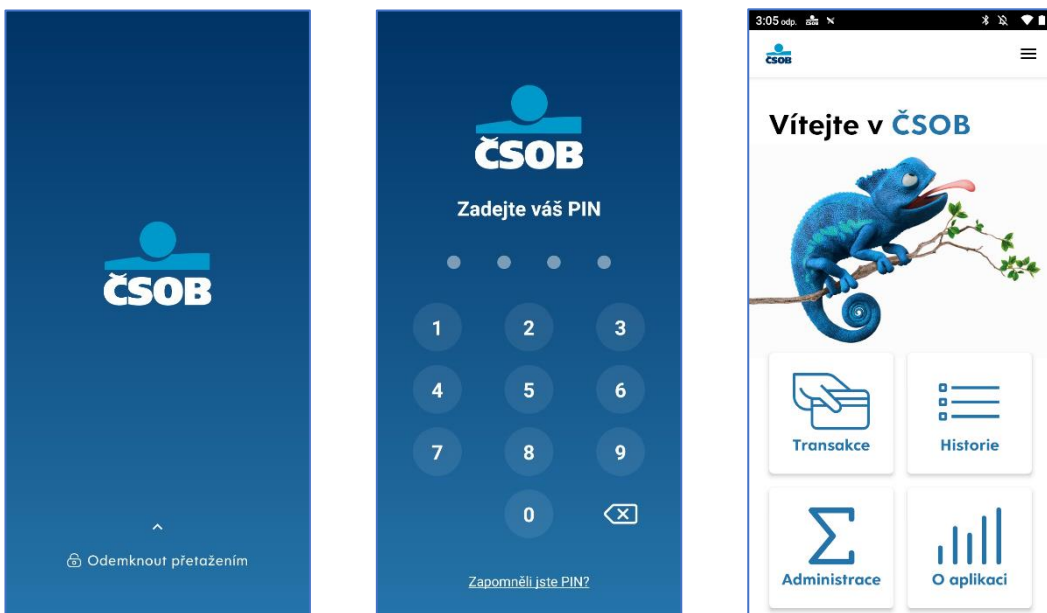 ČSOB
Odemknout přetažením
ČSOB
Zadejte váš PIN
1 2 3
4 5 6
7 8 9
0
Zapomněli jste PIN?
3:05 odp. ČSOB
ČSOB
Vítejte v ČSOB
Transakce Historie
Administrace O aplikaci